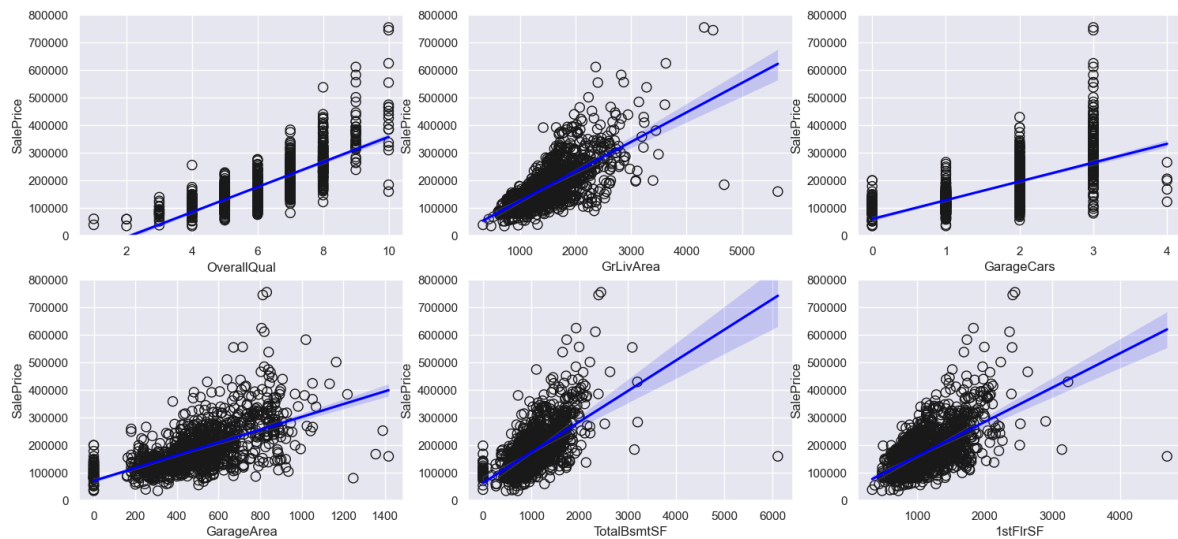 800000 800000 800000
700000 700000 700000
600000 600000 600000
500000 500000 500000
SalePrice 400000 SalePrice 400000 SalePrice 400000
300000 300000 300000
200000 200000 200000
100000 100000 100000
0 0 0
2 4 6 8 10 1000 2000 3000 4000 5000 0 1 2 3 4
OverallQual GrLivArea GarageCars
800000 800000 800000
700000 700000 700000
600000 600000 600000
500000 500000 500000
SalePrice 400000 SalePrice 400000 SalePrice 400000
300000 300000 300000
200000 200000 200000
100000 100000 100000
0 0 0
0 200 400 600 800 1000 1200 1400 0 1000 2000 3000 4000 5000 6000 1000 2000 3000 4000
GarageArea TotalBsmtSF 1stFlrSF